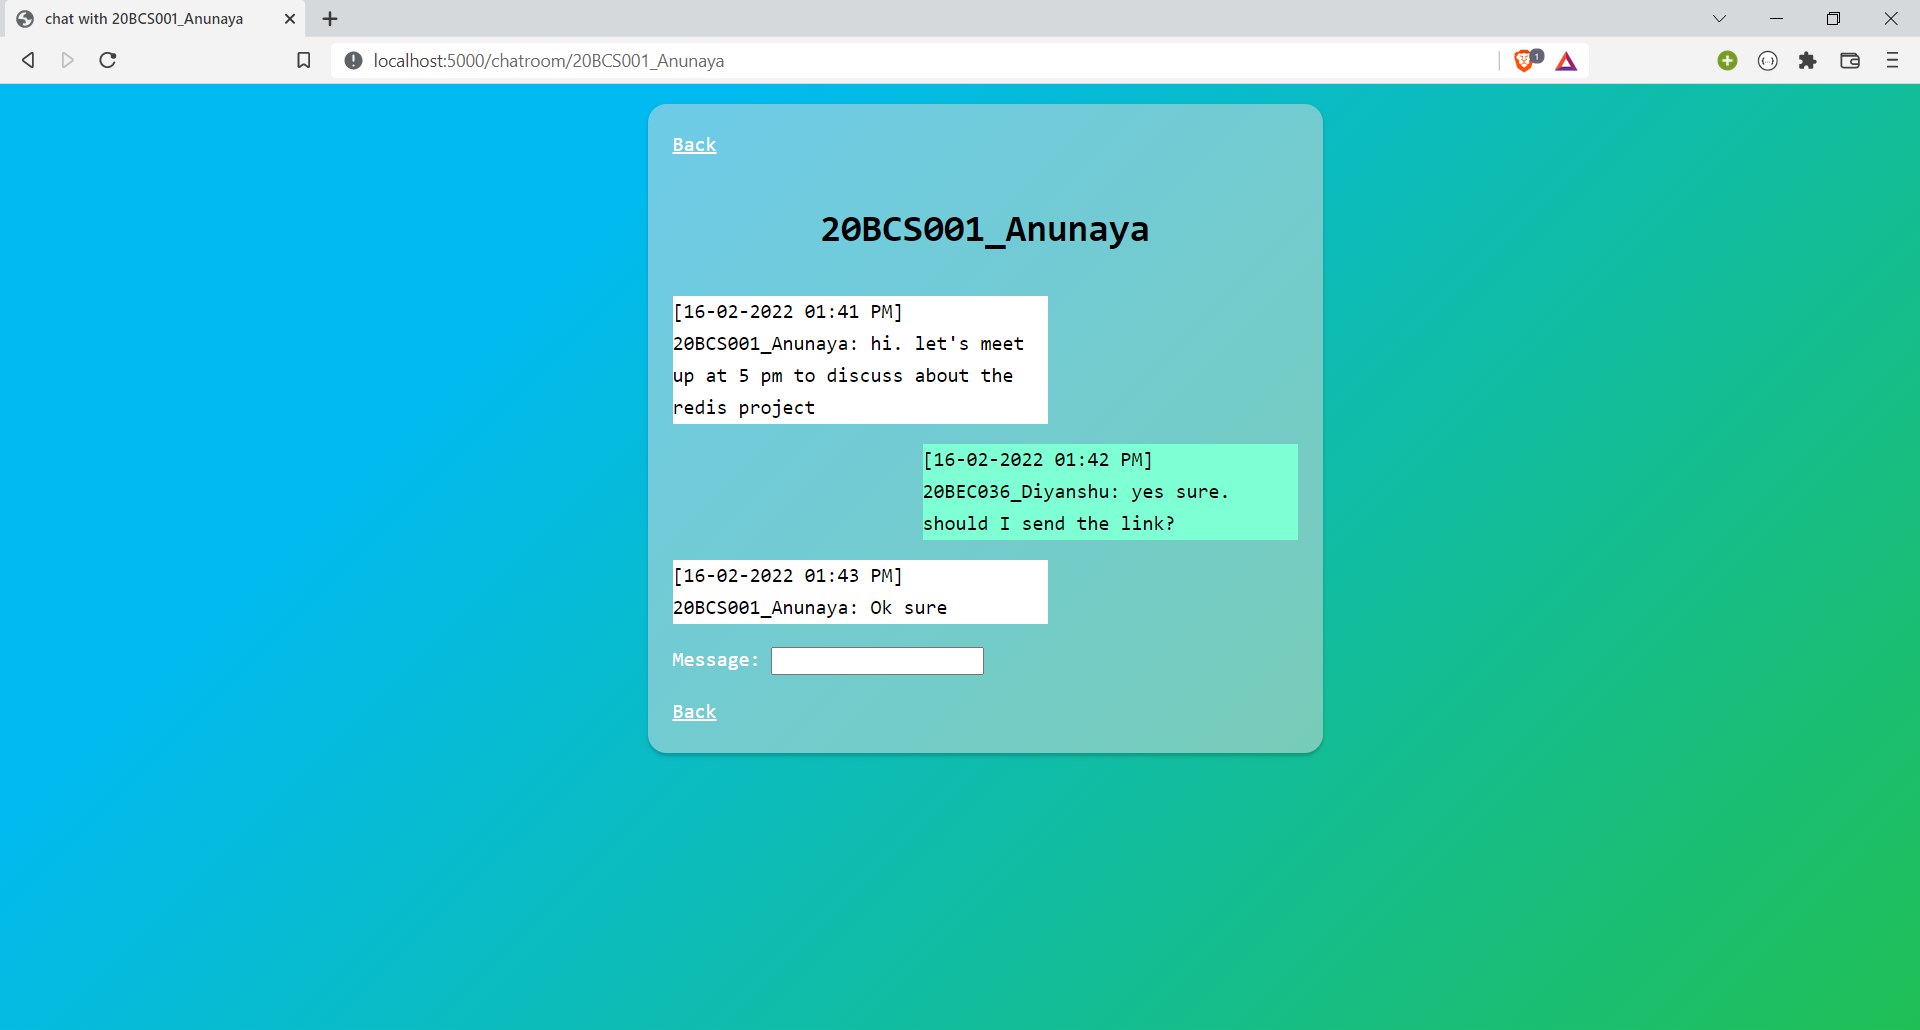 chat with 20BCS001_Anunaya
localhost:5000/chatroom/20BCS001_Anunaya
1
Back
20BCS001_Anunaya
[16-02-2022 01:41 PM]
20BCS001_Anunaya: hi. let's meet
up at 5 pm to discuss about the
redis project
[16-02-2022 01:42 PM]
20BEC036_Diyanshu: yes sure.
should I send the link?
[16-02-2022 01:43 PM]
20BCS001_Anunaya: Ok sure
Message:
Back